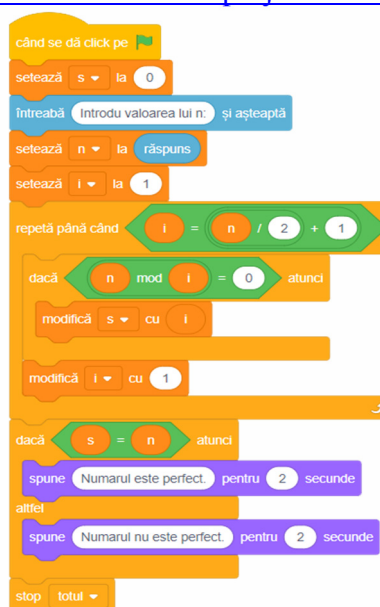 când se dă click pe
setează s la 0
întreabă Introdu valoarea lui n: și așteaptă
setează n la răspuns
setează i la 1
repetă până când i = n / 2 + 1
dacă n mod i = 0 atunci
modifică s cu i
modifică i cu 1
dacă s = n atunci
spune Numarul este perfect. pentru 2 secunde
altfel
spune Numarul nu este perfect. pentru 2 secunde
stop totul